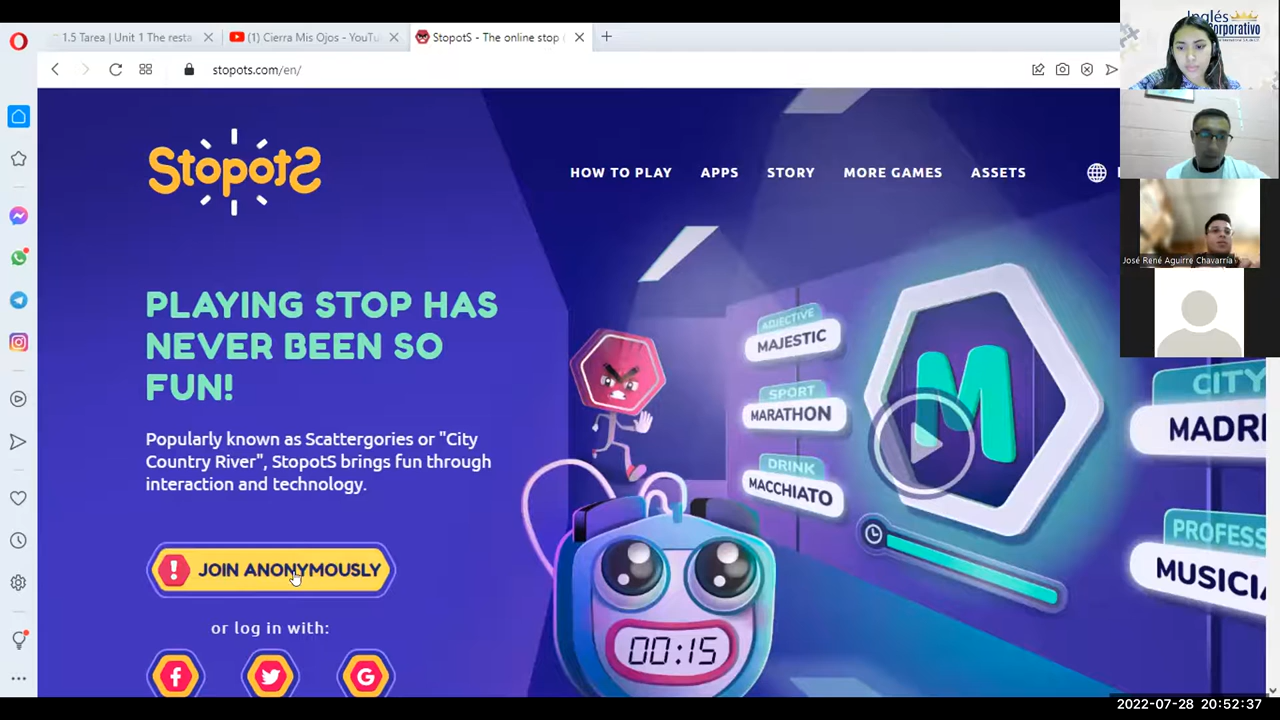 1.5 Tarea | Unit 1 The resta
(1) Cierra Mis Ojos - YouTu
StopotS - The online stop
stopots.com/en/
Inglés
orporativo
José René Aguirre Chavarría
StopotS
HOW TO PLAY
APPS
STORY
MORE GAMES
ASSETS
PLAYING STOP HAS
NEVER BEEN SO
FUN!
Popularly known as Scattergories or "City
Country River", StopotS brings fun through
interaction and technology.
! JOIN ANONYMOUSLY
or log in with:
ADJECTIVE
MAJESTIC
SPORT
MARATHON
DRINK
MACCHIATO
M
CITY
MADRI
PROFESS
MUSICIA
00:15
2022-07-28 20:52:37